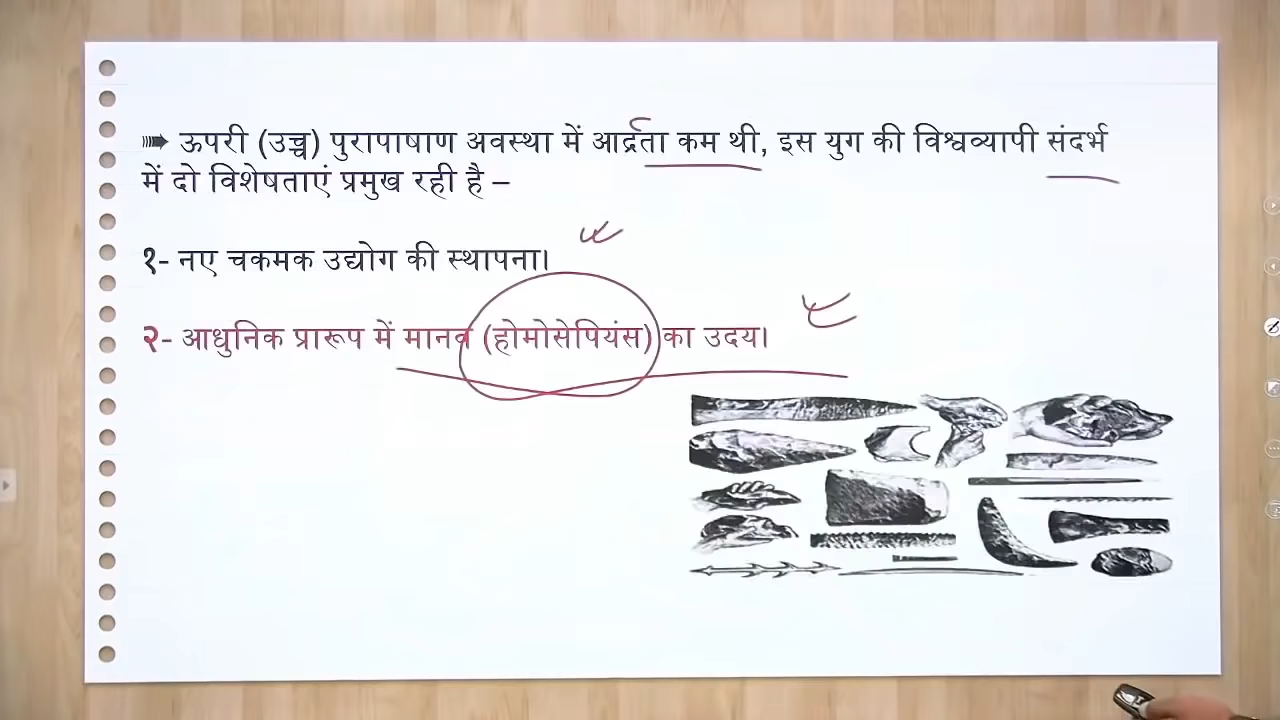 ➠ ऊपरी (उच्च) पुरापाषाण अवस्था में आर्द्रता कम थी, इस युग की विश्वव्यापी संदर्भ
में दो विशेषताएं प्रमुख रही है –
१- नए चकमक उद्योग की स्थापना।
२- आधुनिक प्रारूप में मानव (होमोसेपियंस) का उदय।